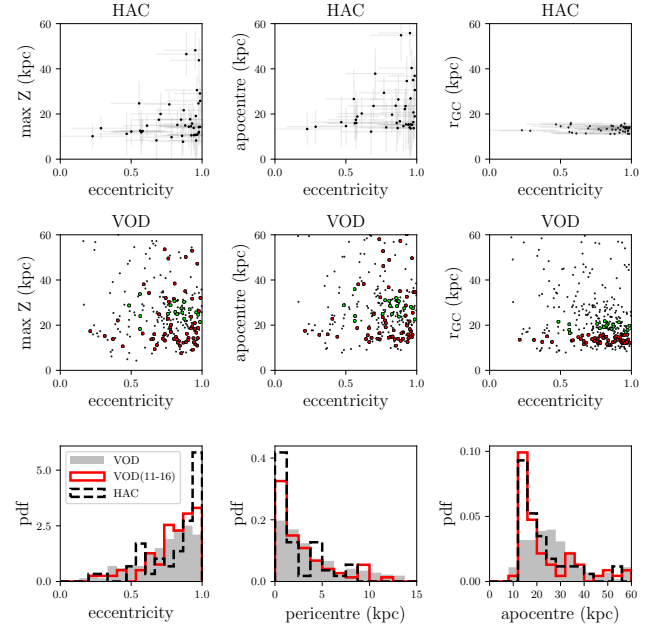 HAC HAC HAC
60 60 60
40 40 40
20 20 20
0 0 0
max Z (kpc) apocentre (kpc) r_GC (kpc)
0.0 0.5 1.0 0.0 0.5 1.0 0.0 0.5 1.0
eccentricity eccentricity eccentricity
VOD VOD VOD
60 60 60
40 40 40
20 20 20
0 0 0
max Z (kpc) apocentre (kpc) r_GC (kpc)
0.0 0.5 1.0 0.0 0.5 1.0 0.0 0.5 1.0
eccentricity eccentricity eccentricity
VOD
VOD(11-16)
HAC
5.0 0.4 0.10
2.5 0.2 0.05
0.0 0.0 0.00
pdf pdf pdf
0.0 0.5 1.0 0 5 10 15 0 10 20 30 40 50 60
eccentricity pericentre (kpc) apocentre (kpc)